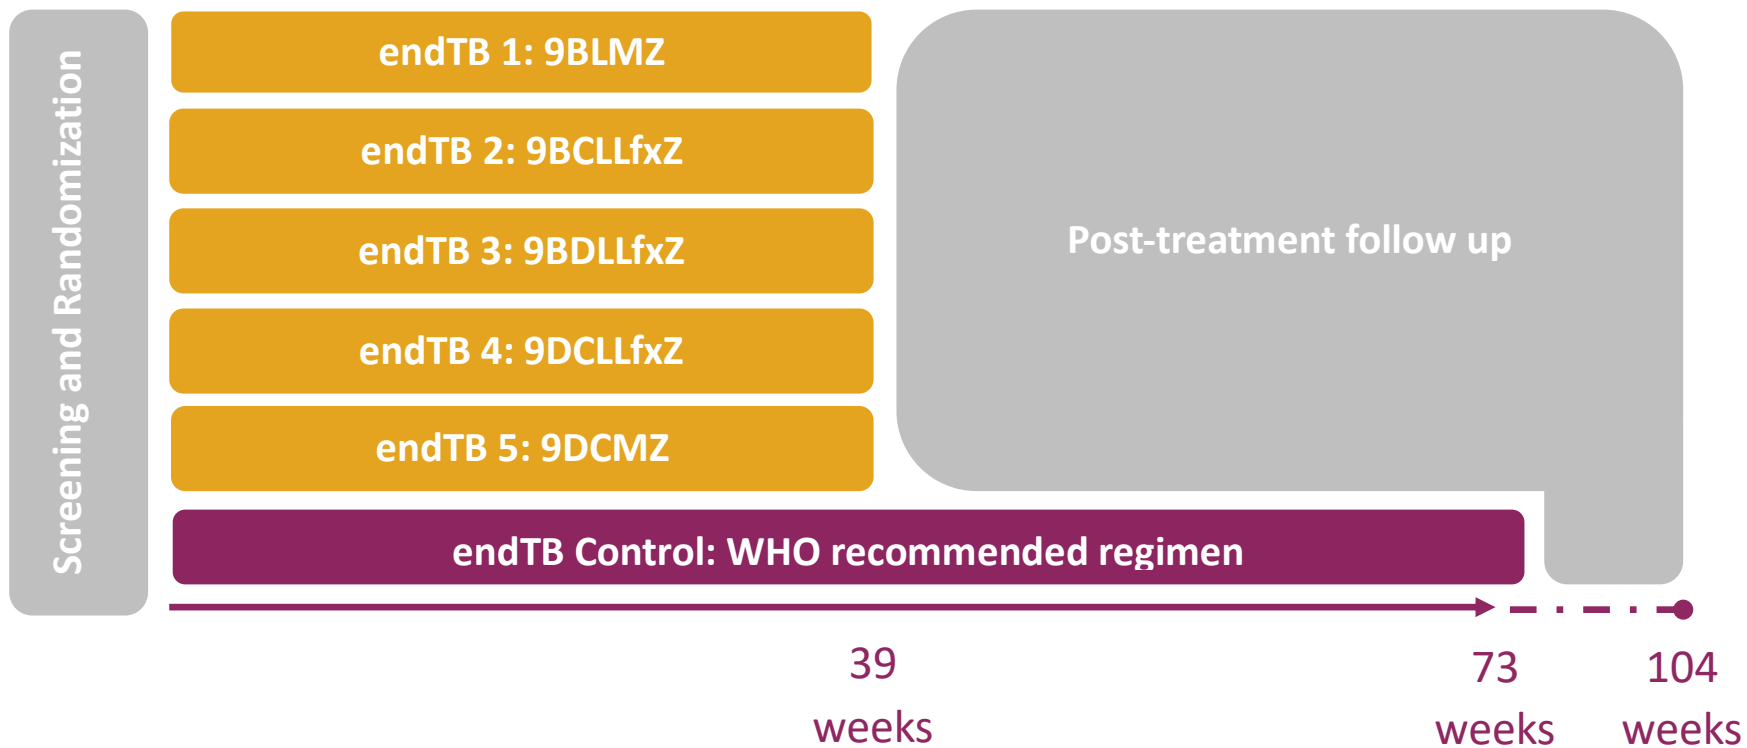 Screening and Randomization
endTB 1: 9BLMZ
endTB 2: 9BCLLfxZ
endTB 3: 9BDLLfxZ
endTB 4: 9DCLLfxZ
endTB 5: 9DCMZ
Post-treatment follow up
endTB Control: WHO recommended regimen
39
weeks
73
weeks
104
weeks